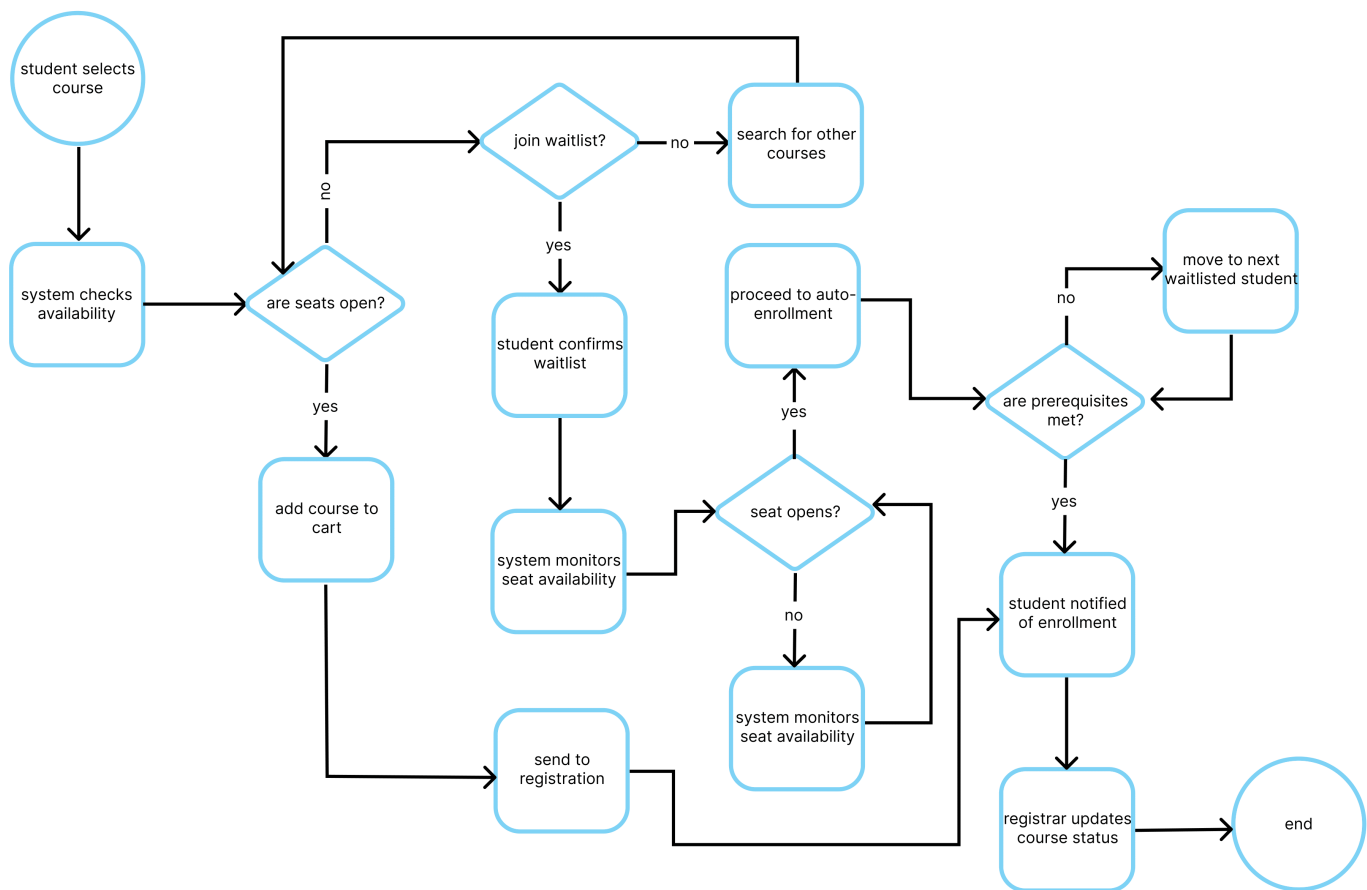 student selects
course
system checks
availability
are seats open?
no
yes
add course to
cart
join waitlist?
no
search for other
courses
yes
student confirms
waitlist
system monitors
seat availability
seat opens?
yes
proceed to auto-
enrollment
no
system monitors
seat availability
send to
registration
are prerequisites
met?
no
move to next
waitlisted student
yes
student notified
of enrollment
registrar updates
course status
end